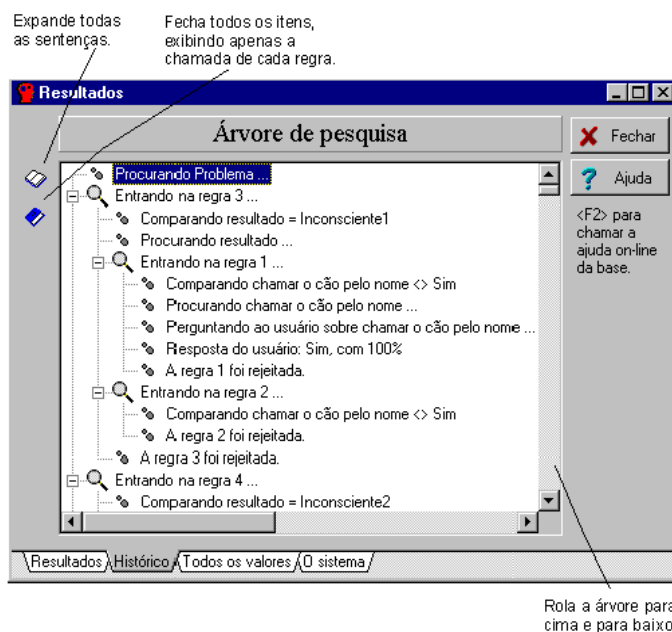 Expande todas
as sentenças.
Fecha todos os itens,
exibindo apenas a
chamada de cada regra.
Resultados
Árvore de pesquisa
Procurando Problema ...
Entrando na regra 3 ...
Comparando resultado = Inconsciente1
Procurando resultado ...
Entrando na regra 1 ...
Comparando chamar o cão pelo nome <> Sim
Procurando chamar o cão pelo nome ...
Perguntando ao usuário sobre chamar o cão pelo nome ...
Resposta do usuário: Sim, com 100%
A regra 1 foi rejeitada.
Entrando na regra 2 ...
Comparando chamar o cão pelo nome <> Sim
A regra 2 foi rejeitada.
A regra 3 foi rejeitada.
Entrando na regra 4 ...
Comparando resultado = Inconsciente2
Fechar
Ajuda
<F2> para
chamar a
ajuda on-line
da base.
Resultados Histórico Todos os valores O sistema
Rola a árvore para
cima e para baixo